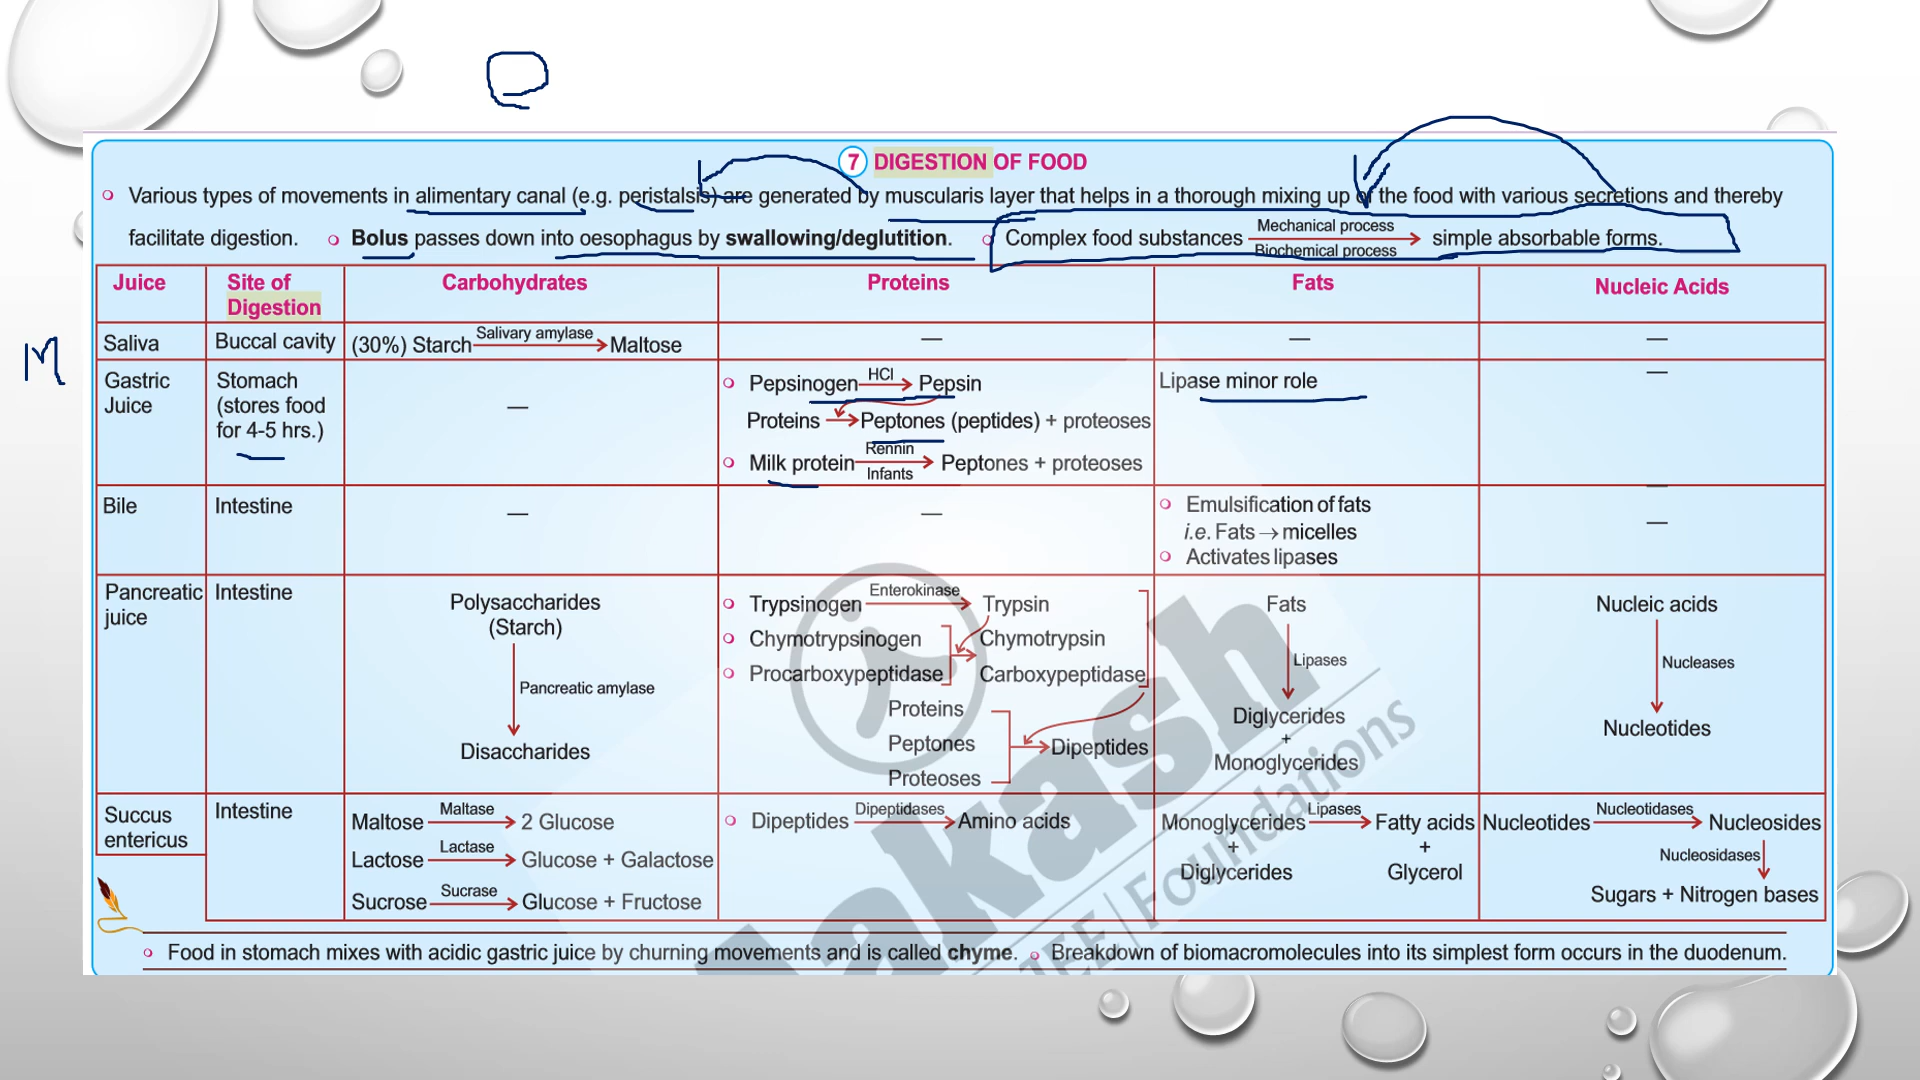 7 DIGESTION OF FOOD
Various types of movements in alimentary canal (e.g. peristalsis) are generated by muscularis layer that helps in a thorough mixing up of the food with various secretions and thereby
facilitate digestion. Bolus passes down into oesophagus by swallowing/deglutition. Complex food substances Mechanical process Biochemical process → simple absorbable forms.
Juice Site of Digestion Carbohydrates Proteins Fats Nucleic Acids
M
Saliva Buccal cavity (30%) Starch Salivary amylase → Maltose — — —
Gastric Juice
Stomach
(stores food
for 4-5 hrs.)
—
Pepsinogen HCl → Pepsin
Proteins → Peptones (peptides) + proteoses
Milk protein Rennin Infants → Peptones + proteoses
Lipase minor role
—
Bile Intestine — —
Emulsification of fats
i.e. Fats → micelles
Activates lipases
—
—
Pancreatic juice
Intestine
Polysaccharides
(Starch)
Pancreatic amylase
Disaccharides
Trypsinogen Enterokinase → Trypsin
Chymotrypsinogen → Chymotrypsin
Procarboxypeptidase Carboxypeptidase
Proteins
Peptones → Dipeptides
Proteoses
Fats
Lipases
Diglycerides
+
Monoglycerides
Nucleic acids
Nucleases
Nucleotides
Succus entericus
Intestine
Maltose Maltase → 2 Glucose
Lactose Lactase → Glucose + Galactose
Sucrose Sucrase → Glucose + Fructose
Dipeptides Dipeptidases → Amino acids
Monoglycerides Lipases → Fatty acids
+ +
Diglycerides Glycerol
Nucleotides Nucleotidases → Nucleosides
Nucleosidases
Sugars + Nitrogen bases
Food in stomach mixes with acidic gastric juice by churning movements and is called chyme. Breakdown of biomacromolecules into its simplest form occurs in the duodenum.
Aakash
JEE | Foundations